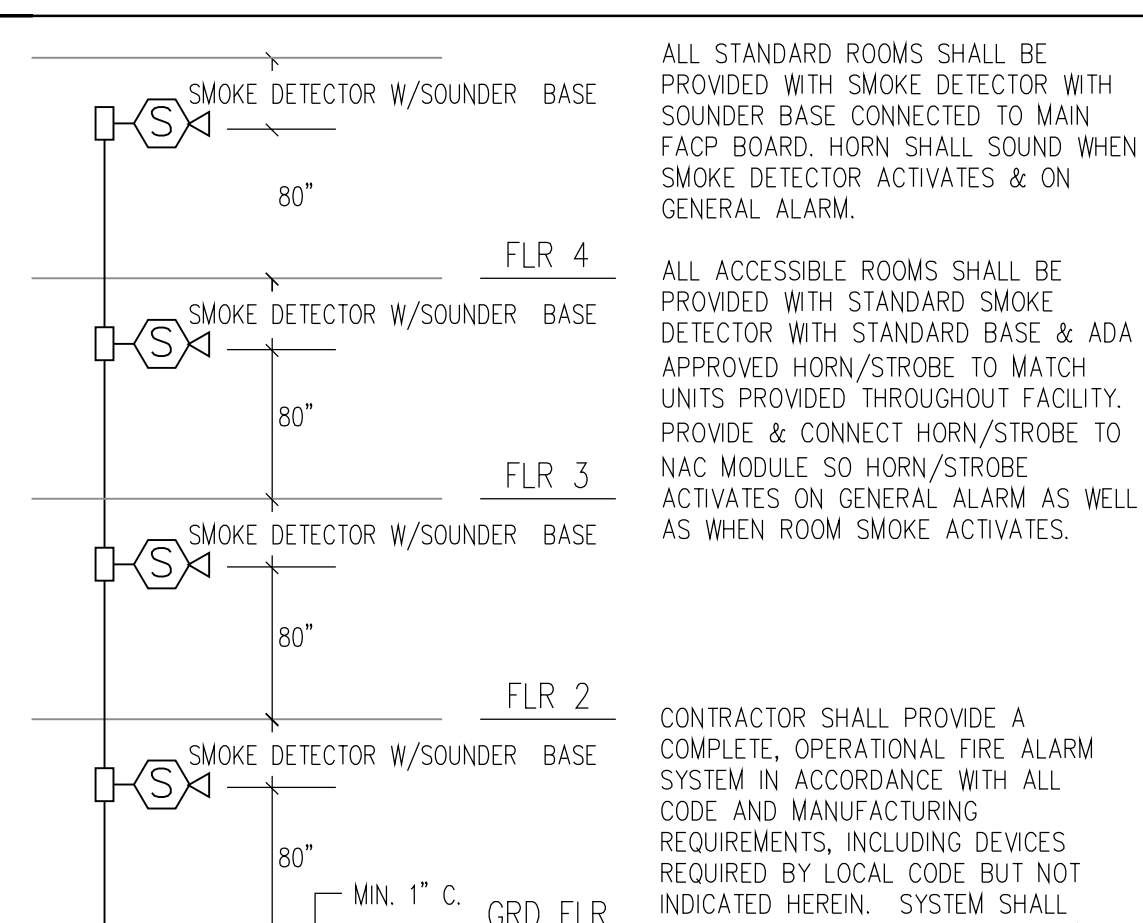 SMOKE DETECTOR W/SOUNDER BASE
S
80"
FLR 4
SMOKE DETECTOR W/SOUNDER BASE
S
80"
FLR 3
SMOKE DETECTOR W/SOUNDER BASE
S
80"
FLR 2
SMOKE DETECTOR W/SOUNDER BASE
S
80"
MIN. 1" C.
GRD FLR
ALL STANDARD ROOMS SHALL BE
PROVIDED WITH SMOKE DETECTOR WITH
SOUNDER BASE CONNECTED TO MAIN
FACP BOARD. HORN SHALL SOUND WHEN
SMOKE DETECTOR ACTIVATES & ON
GENERAL ALARM.
ALL ACCESSIBLE ROOMS SHALL BE
PROVIDED WITH STANDARD SMOKE
DETECTOR WITH STANDARD BASE & ADA
APPROVED HORN/STROBE TO MATCH
UNITS PROVIDED THROUGHOUT FACILITY.
PROVIDE & CONNECT HORN/STROBE TO
NAC MODULE SO HORN/STROBE
ACTIVATES ON GENERAL ALARM AS WELL
AS WHEN ROOM SMOKE ACTIVATES.
CONTRACTOR SHALL PROVIDE A
COMPLETE, OPERATIONAL FIRE ALARM
SYSTEM IN ACCORDANCE WITH ALL
CODE AND MANUFACTURING
REQUIREMENTS, INCLUDING DEVICES
REQUIRED BY LOCAL CODE BUT NOT
INDICATED HEREIN. SYSTEM SHALL